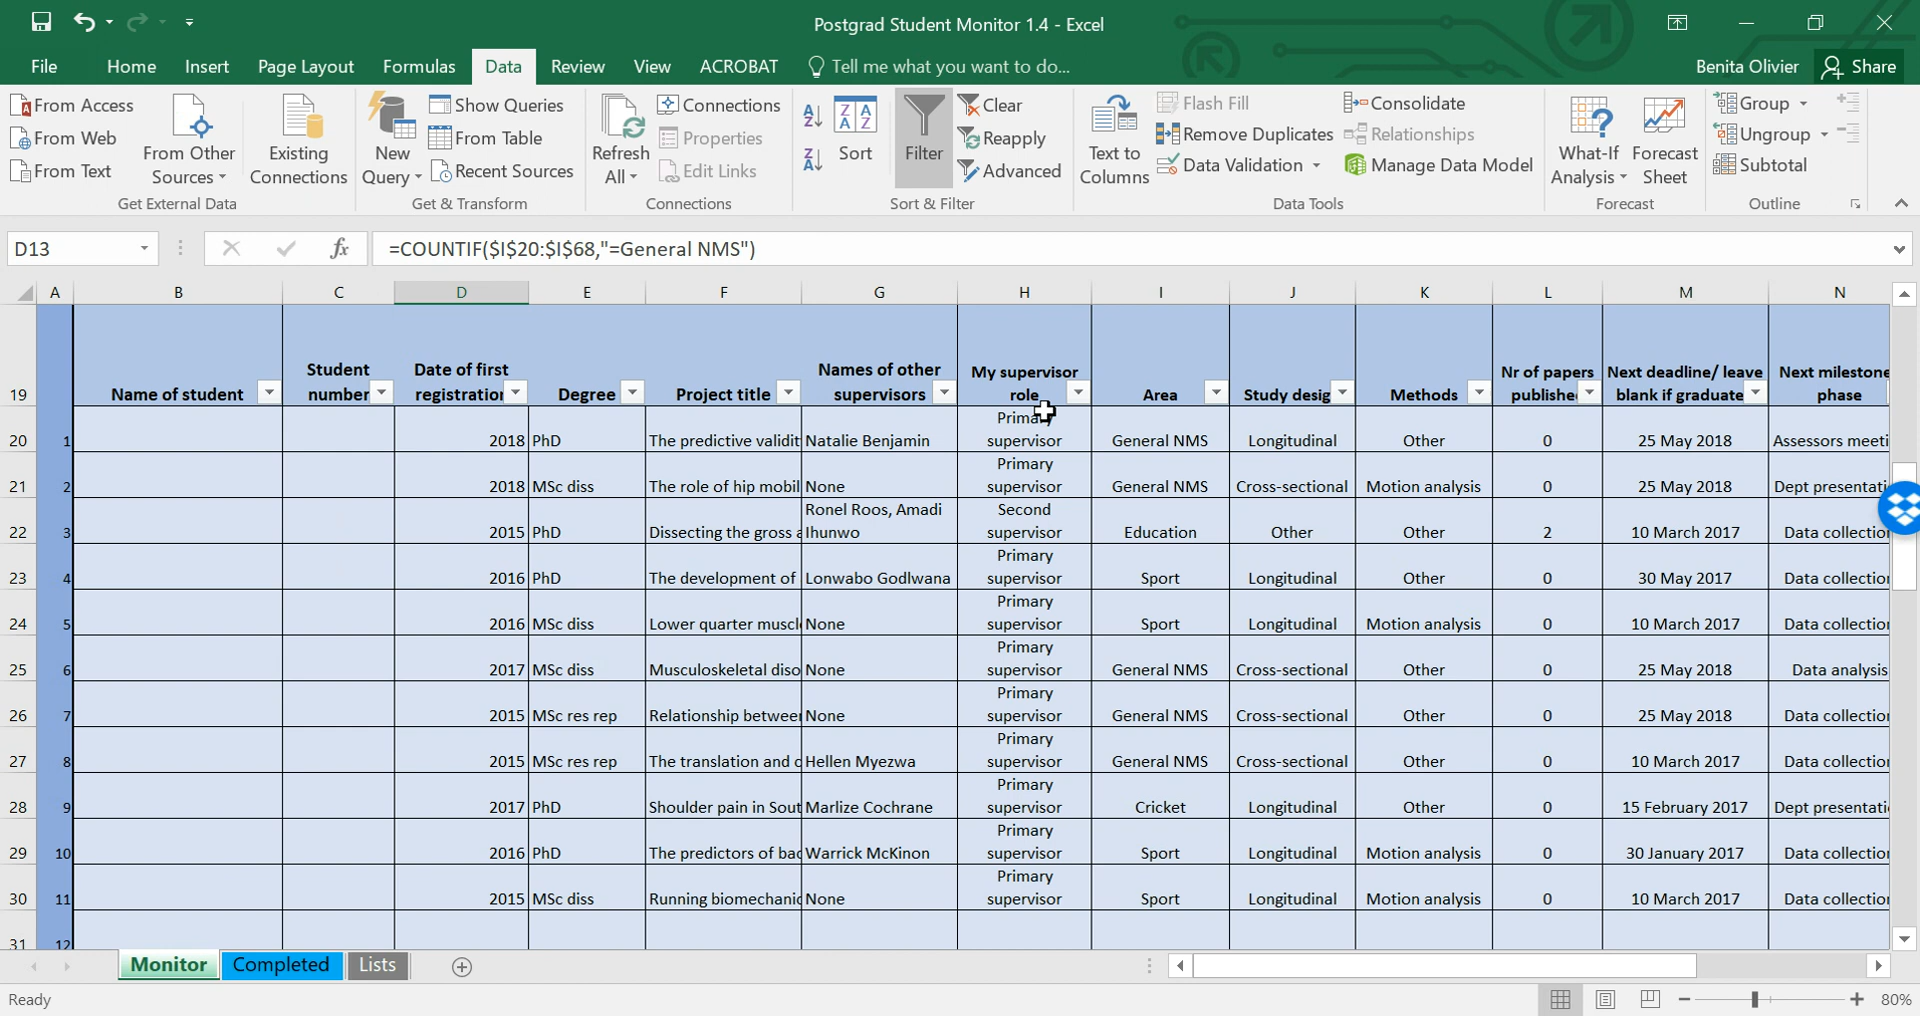 Postgrad Student Monitor 1.4 - Excel
File Home Insert Page Layout Formulas Data Review View ACROBAT Tell me what you want to do... Benita Olivier Share
From Access
From Web
From Text
From Other Sources
Existing Connections
Get External Data
New Query
Show Queries
From Table
Recent Sources
Get & Transform
Refresh All
Connections
Properties
Edit Links
Connections
Sort
Filter
Clear
Reapply
Advanced
Sort & Filter
Text to Columns
Flash Fill
Remove Duplicates
Data Validation
Consolidate
Relationships
Manage Data Model
Data Tools
What-If Analysis
Forecast Sheet
Forecast
Group
Ungroup
Subtotal
Outline
D13 fx =COUNTIF($I$20:$I$68,"=General NMS")
A B C D E F G H I J K L M N
19 Name of student Student number Date of first registration Degree Project title Names of other supervisors My supervisor role Area Study desig Methods Nr of papers publishe Next deadline/ leave blank if graduate Next milestone phase
20 1 2018 PhD The predictive validit Natalie Benjamin Primary supervisor General NMS Longitudinal Other 0 25 May 2018 Assessors meeti
21 2 2018 MSc diss The role of hip mobil None Primary supervisor General NMS Cross-sectional Motion analysis 0 25 May 2018 Dept presentati
22 3 2015 PhD Dissecting the gross a Ronel Roos, Amadi Ihunwo Second supervisor Education Other Other 2 10 March 2017 Data collection
23 4 2016 PhD The development of Lonwabo Godlwana Primary supervisor Sport Longitudinal Other 0 30 May 2017 Data collection
24 5 2016 MSc diss Lower quarter muscle None Primary supervisor Sport Longitudinal Motion analysis 0 10 March 2017 Data collection
25 6 2017 MSc diss Musculoskeletal diso None Primary supervisor General NMS Cross-sectional Other 0 25 May 2018 Data analysis
26 7 2015 MSc res rep Relationship between None Primary supervisor General NMS Cross-sectional Other 0 25 May 2018 Data collection
27 8 2015 MSc res rep The translation and c Hellen Myezwa Primary supervisor General NMS Cross-sectional Other 0 10 March 2017 Data collection
28 9 2017 PhD Shoulder pain in Sout Marlize Cochrane Primary supervisor Cricket Longitudinal Other 0 15 February 2017 Dept presentati
29 10 2016 PhD The predictors of bac Warrick McKinon Primary supervisor Sport Longitudinal Motion analysis 0 30 January 2017 Data collection
30 11 2015 MSc diss Running biomechanic None Primary supervisor Sport Longitudinal Motion analysis 0 10 March 2017 Data collection
31 12
Monitor Completed Lists
Ready 80%